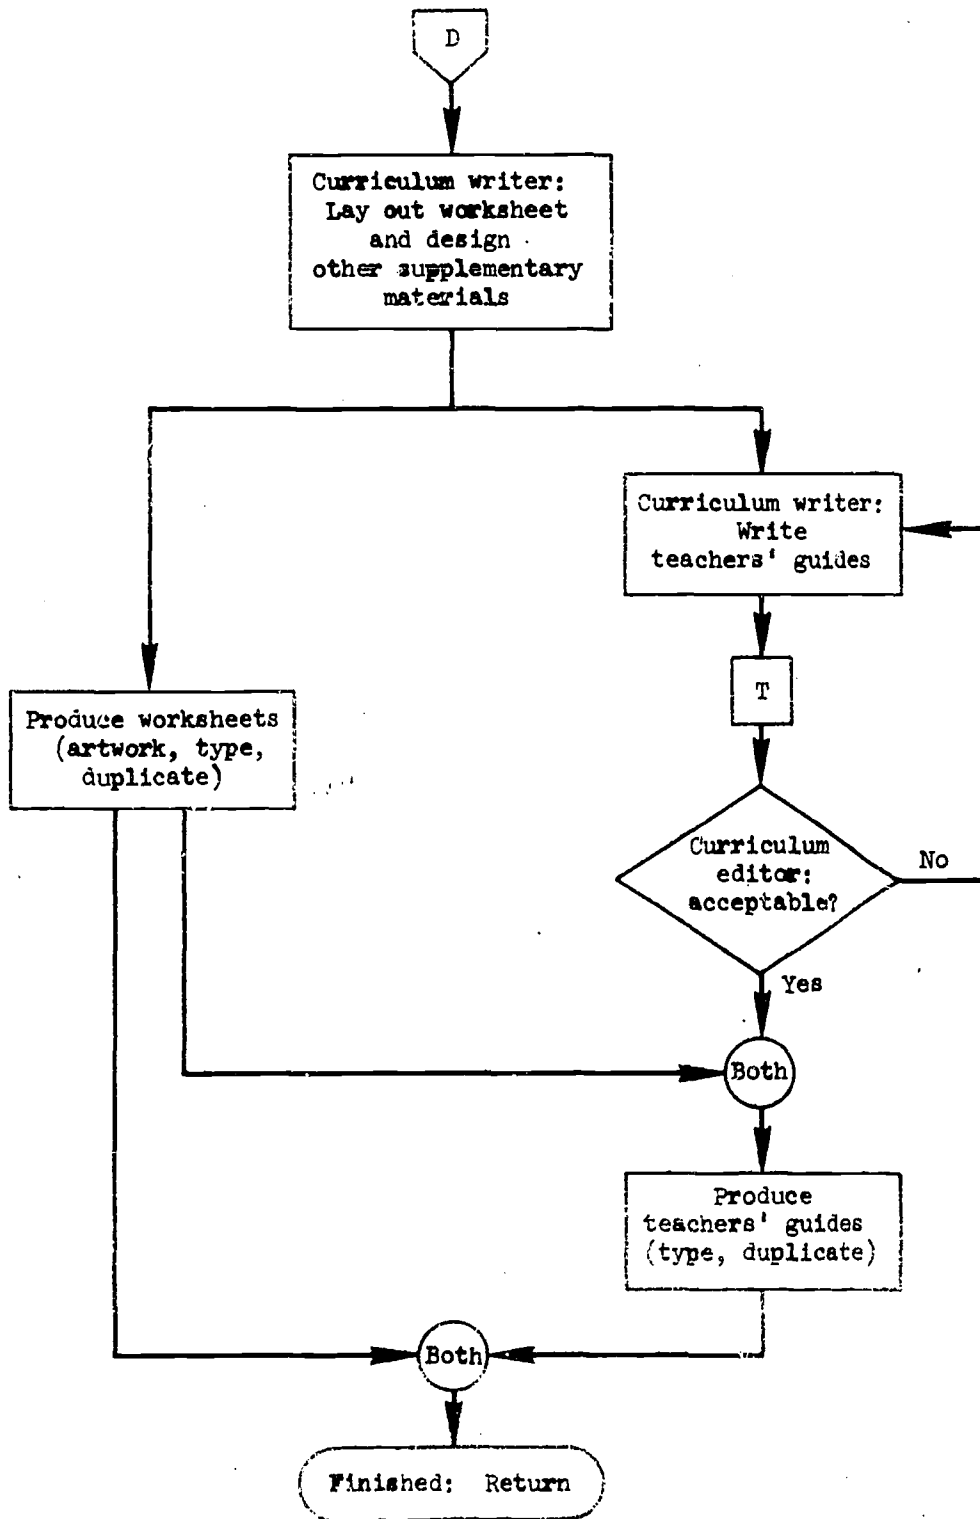 D
Curriculum writer:
Lay out worksheet
and design
other supplementary
materials
Curriculum writer:
Write
teachers' guides
T
Produce worksheets
(artwork, type,
duplicate)
Curriculum
editor:
acceptable?
No
Yes
Both
Produce
teachers' guides
(type, duplicate)
Both
Finished: Return